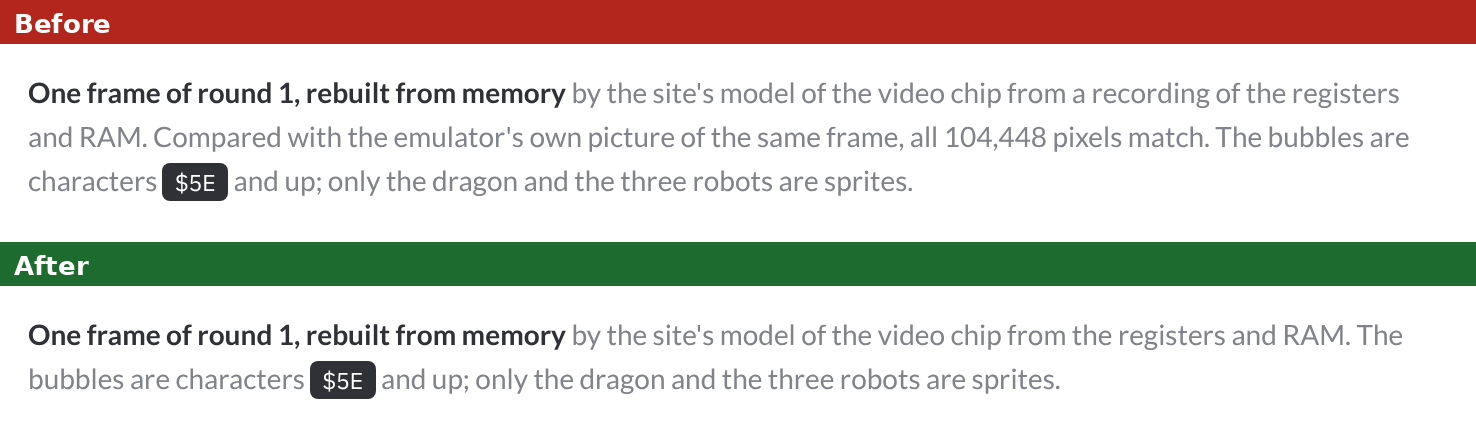 Before
One frame of round 1, rebuilt from memory by the site's model of the video chip from a recording of the registers
and RAM. Compared with the emulator's own picture of the same frame, all 104,448 pixels match. The bubbles are
characters $5E and up; only the dragon and the three robots are sprites.
After
One frame of round 1, rebuilt from memory by the site's model of the video chip from the registers and RAM. The
bubbles are characters $5E and up; only the dragon and the three robots are sprites.